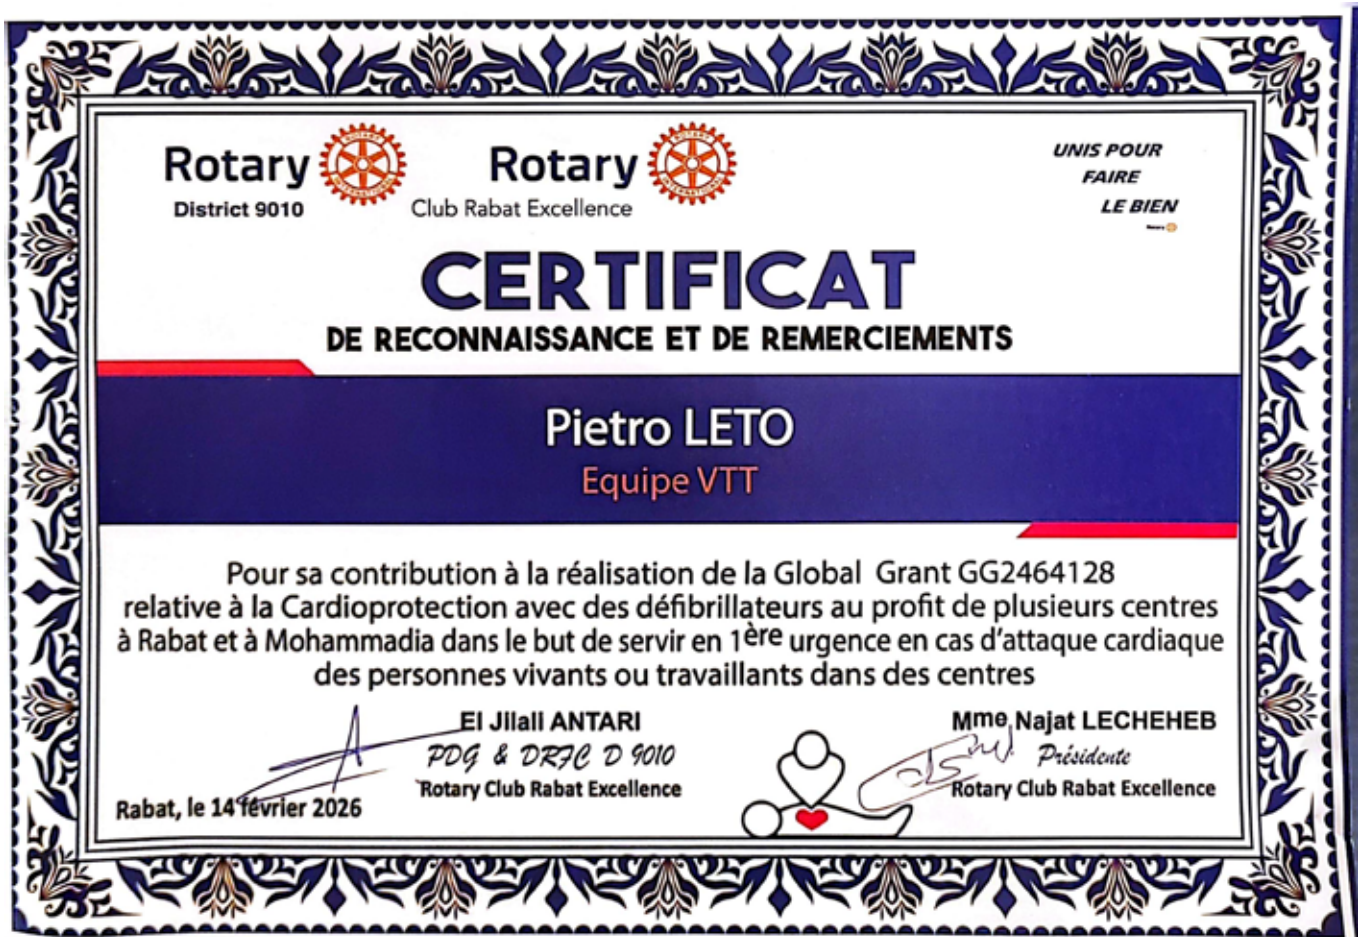 Rotary
District 9010
Rotary
Club Rabat Excellence
UNIS POUR
FAIRE
LE BIEN
Rotary
CERTIFICAT
DE RECONNAISSANCE ET DE REMERCIEMENTS
Pietro LETO
Equipe VTT
Pour sa contribution à la réalisation de la Global Grant GG2464128
relative à la Cardioprotection avec des défibrillateurs au profit de plusieurs centres
à Rabat et à Mohammadia dans le but de servir en 1ère urgence en cas d'attaque cardiaque
des personnes vivants ou travaillants dans des centres
El Jilali ANTARI
PDG & DRFC D 9010
Rotary Club Rabat Excellence
Mme Najat LECHEHEB
Présidente
Rotary Club Rabat Excellence
Rabat, le 14 février 2026